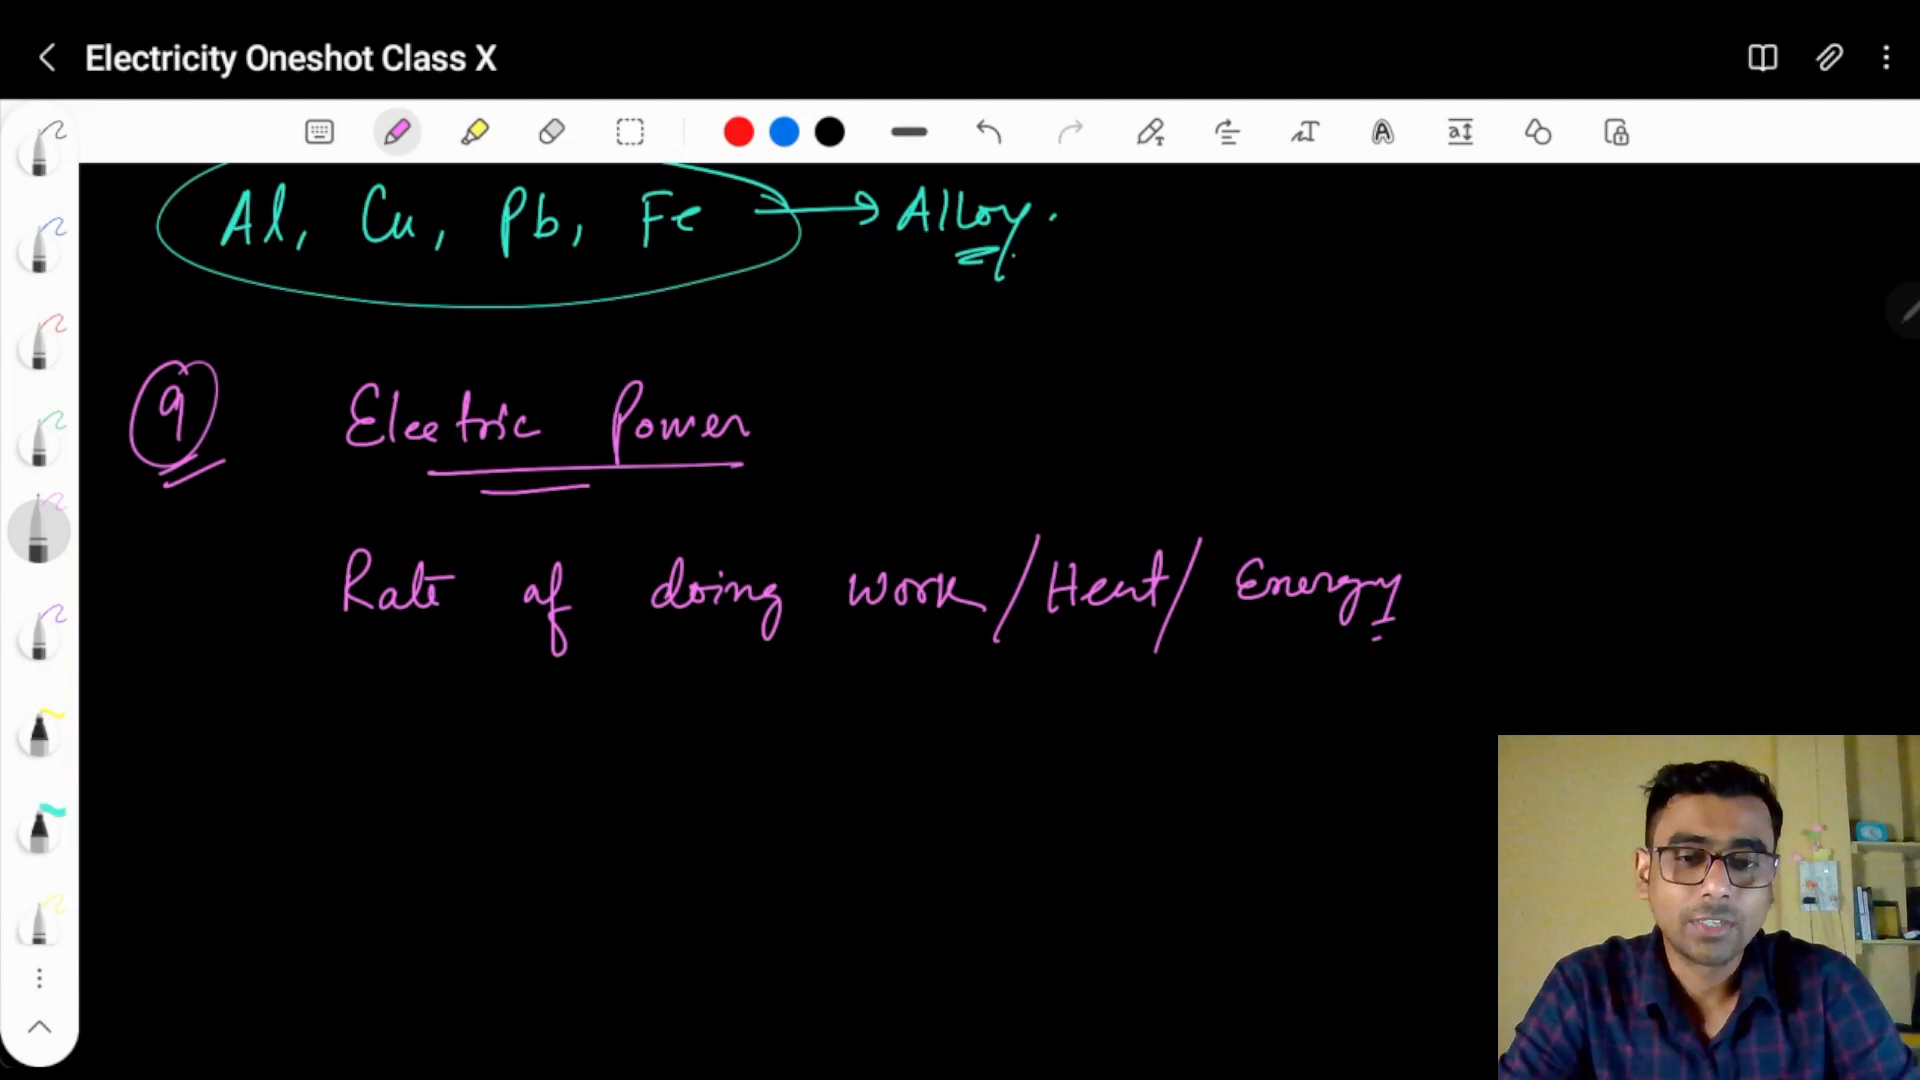 Electricity Oneshot Class X
Al, Cu, Pb, Fe → Alloy.
9 Electric Power
Rate of doing work / Heat / Energy